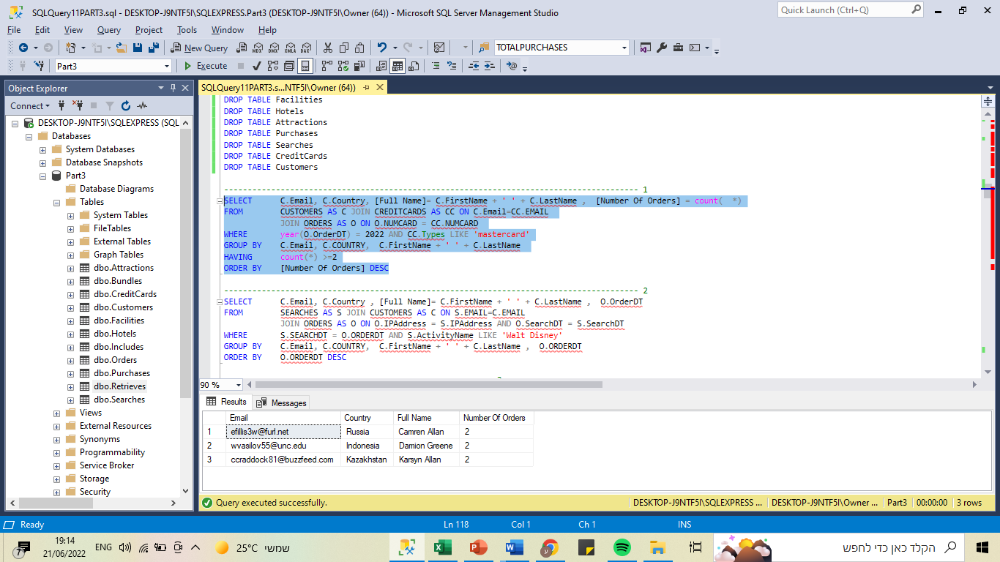 SQLQuery11PART3.sql - DESKTOP-J9NTF5I\SQLEXPRESS.Part3 (DESKTOP-J9NTF5I\Owner (64)) - Microsoft SQL Server Management Studio
Quick Launch (Ctrl+Q)
File Edit View Query Project Tools Window Help
New Query MDX DMX XMLA DAX TOTALPURCHASES
Part3 Execute
Object Explorer
Connect
DESKTOP-J9NTF5I\SQLEXPRESS (SQL
Databases
System Databases
Database Snapshots
Part3
Database Diagrams
Tables
System Tables
FileTables
External Tables
Graph Tables
dbo.Attractions
dbo.Bundles
dbo.CreditCards
dbo.Customers
dbo.Facilities
dbo.Hotels
dbo.Includes
dbo.Orders
dbo.Purchases
dbo.Retrieves
dbo.Searches
Views
External Resources
Synonyms
Programmability
Service Broker
Storage
Security
SQLQuery11PART3.s...NTF5I\Owner (64))
DROP TABLE Facilities
DROP TABLE Hotels
DROP TABLE Attractions
DROP TABLE Purchases
DROP TABLE Searches
DROP TABLE CreditCards
DROP TABLE Customers
---------------------------------------------------------------------------------------- 1
SELECT C.Email, C.Country, [Full Name]= C.FirstName + ' ' + C.LastName , [Number Of Orders] = count( *)
FROM CUSTOMERS AS C JOIN CREDITCARDS AS CC ON C.Email=CC.EMAIL
JOIN ORDERS AS O ON O.NUMCARD = CC.NUMCARD
WHERE year(O.OrderDT) = 2022 AND CC.Types LIKE 'mastercard'
GROUP BY C.Email, C.COUNTRY, C.FirstName + ' ' + C.LastName
HAVING count(*) >=2
ORDER BY [Number Of Orders] DESC
---------------------------------------------------------------------------------------- 2
SELECT C.Email, C.Country , [Full Name]= C.FirstName + ' ' + C.LastName , O.OrderDT
FROM SEARCHES AS S JOIN CUSTOMERS AS C ON S.EMAIL=C.EMAIL
JOIN ORDERS AS O ON O.IPAddress = S.IPAddress AND O.SearchDT = S.SearchDT
WHERE S.SEARCHDT = O.ORDERDT AND S.ActivityName LIKE 'Walt Disney'
GROUP BY C.Email, C.COUNTRY, C.FirstName + ' ' + C.LastName , O.ORDERDT
ORDER BY O.ORDERDT DESC
90 %
Results Messages
Email Country Full Name Number Of Orders
1 efillis3w@furl.net Russia Camren Allan 2
2 wvasilov55@unc.edu Indonesia Damion Greene 2
3 ccraddock81@buzzfeed.com Kazakhstan Karsyn Allan 2
Query executed successfully. DESKTOP-J9NTF5I\SQLEXPRESS ... DESKTOP-J9NTF5I\Owner ... Part3 00:00:00 3 rows
Ready Ln 118 Col 1 Ch 1 INS
7 19:14 21/06/2022 ENG 25°C שמשי
הקלד כאן כדי לחפש